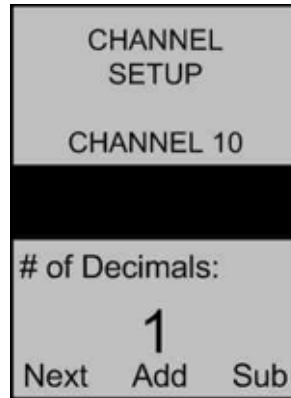 CHANNEL
SETUP
CHANNEL 10
# of Decimals:
1
Next Add Sub